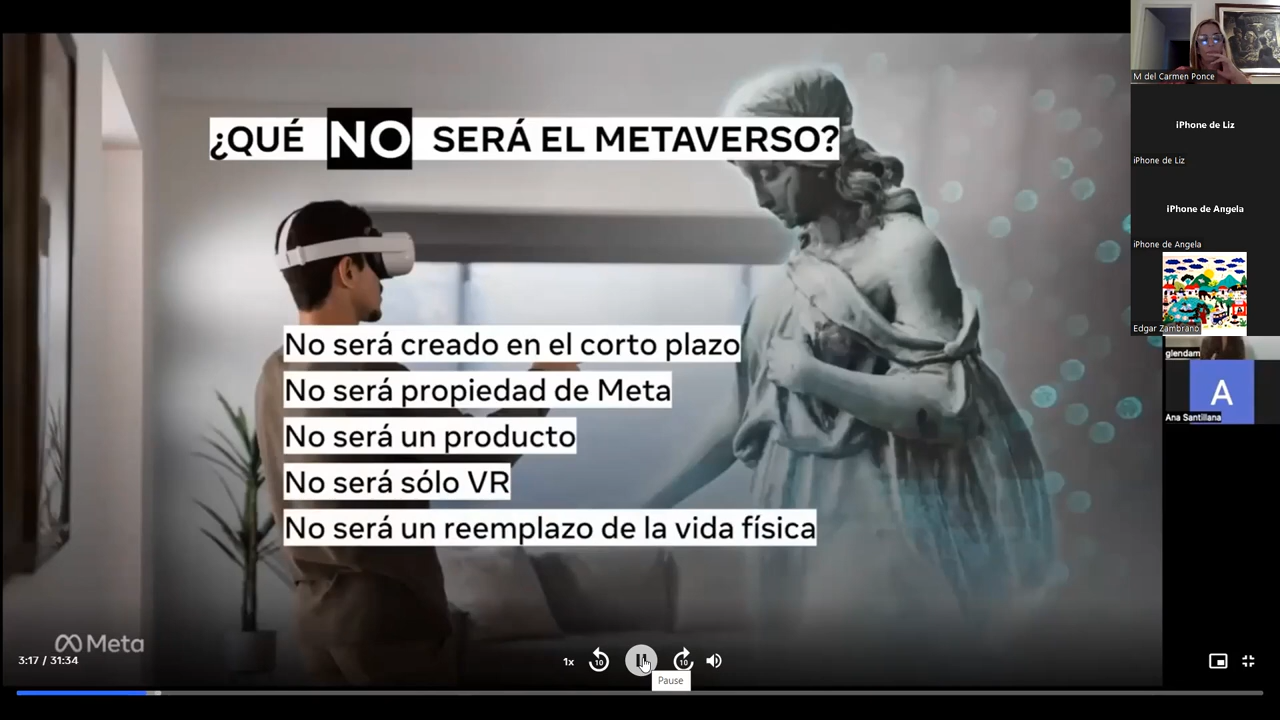 ¿QUÉ NO SERÁ EL METAVERSO?
No será creado en el corto plazo
No será propiedad de Meta
No será un producto
No será sólo VR
No será un reemplazo de la vida física
Meta
3:17 / 31:34
1x
10
10
Pause
M del Carmen Ponce
iPhone de Liz
iPhone de Liz
iPhone de Angela
iPhone de Angela
Edgar Zambrano
glendam
A
Ana Santillana